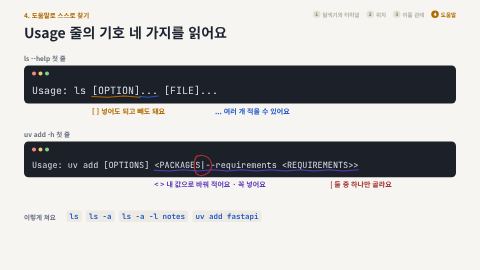 4. 도움말로 스스로 찾기
1 탐색기와 터미널 2 위치 3 이동 관례 4 도움말
Usage 줄의 기호 네 가지를 읽어요
ls --help 첫 줄
Usage: ls [OPTION]... [FILE]...
[ ] 넣어도 되고 빼도 돼요 ... 여러 개 적을 수 있어요
uv add -h 첫 줄
Usage: uv add [OPTIONS] <PACKAGES|--requirements <REQUIREMENTS>>
< > 내 값으로 바꿔 적어요 · 꼭 넣어요 | 둘 중 하나만 골라요
이렇게 쳐요 ls ls -a ls -a -l notes uv add fastapi